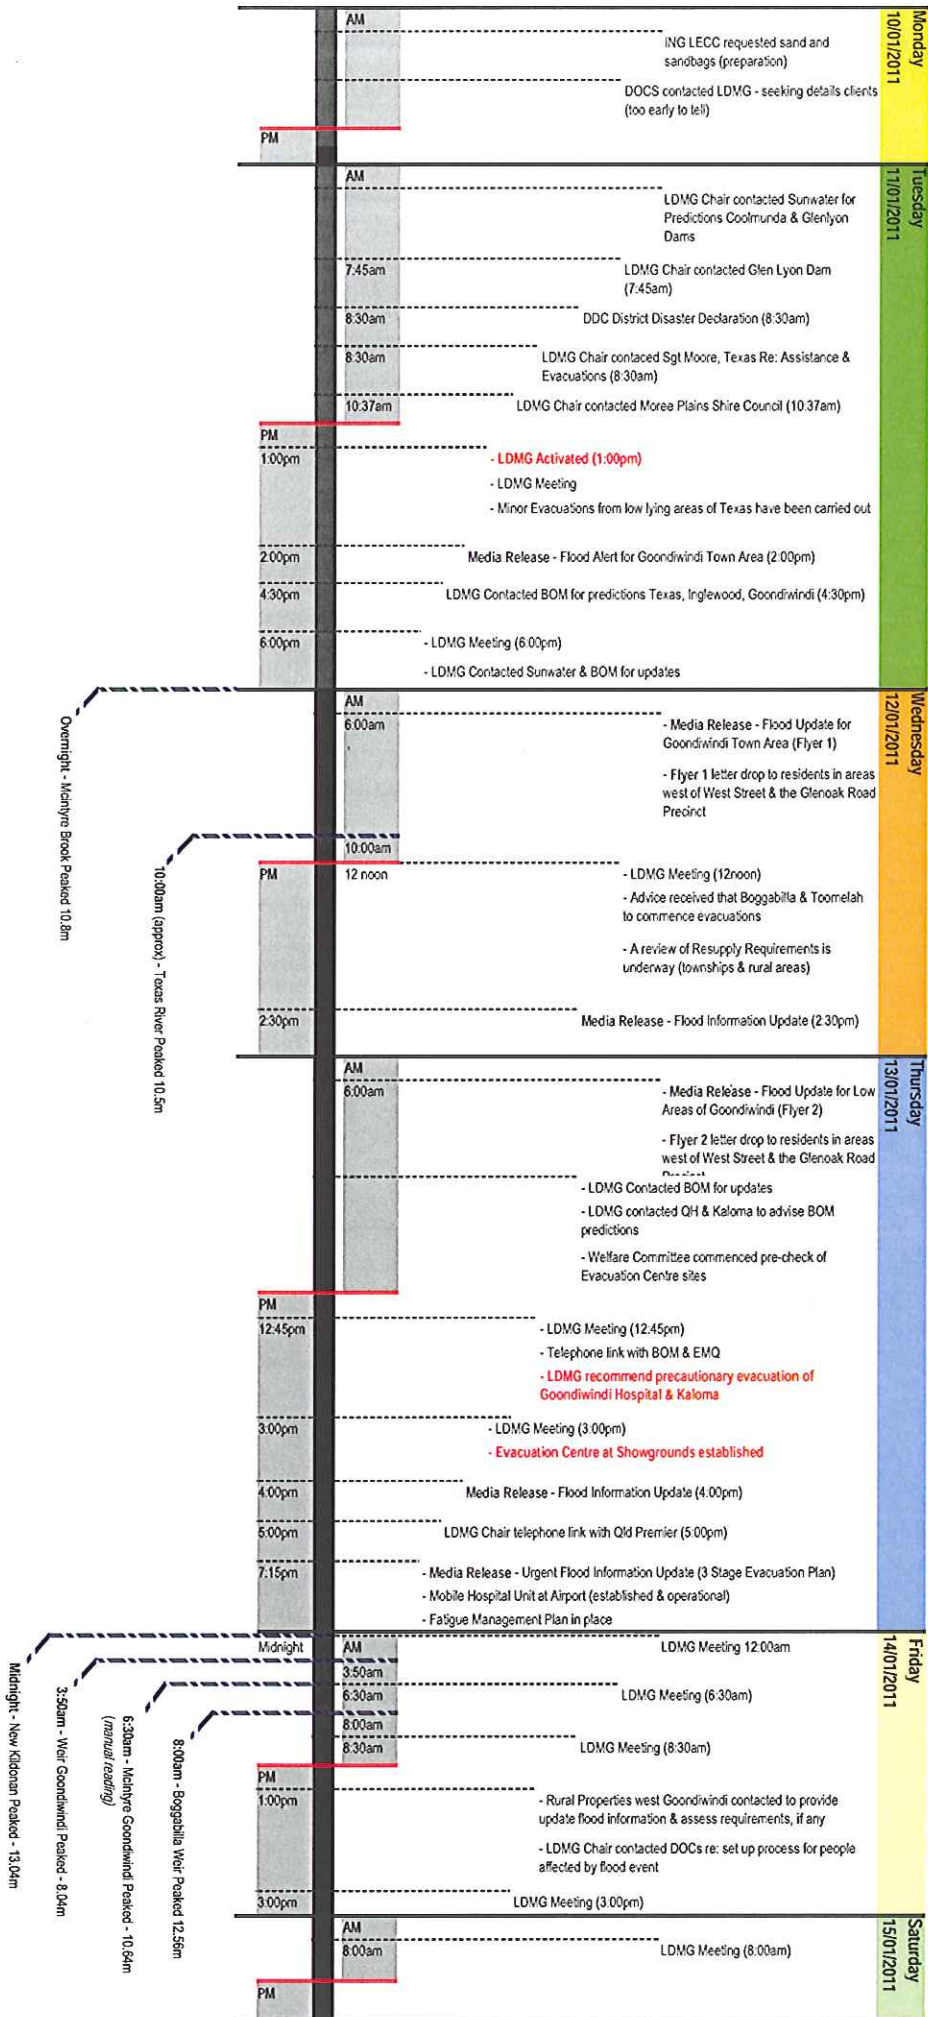 Monday
10/01/2011
AM
ING LECC requested sand and
sandbags (preparation)
DOCS contacted LDMG - seeking details clients
(too early to tell)
PM
Tuesday
11/01/2011
AM
LDMG Chair contacted Sunwater for
Predictions Coolmunda & Glenlyon
Dams
7:45am
LDMG Chair contacted Glen Lyon Dam
(7:45am)
8:30am
DDC District Disaster Declaration (8:30am)
8:30am
LDMG Chair contaced Sgt Moore, Texas Re: Assistance &
Evacuations (8:30am)
10:37am
LDMG Chair contacted Moree Plains Shire Council (10.37am)
PM
1:00pm
- LDMG Activated (1:00pm)
- LDMG Meeting
- Minor Evacuations from low lying areas of Texas have been carried out
2:00pm
Media Release - Flood Alert for Goondiwindi Town Area (2:00pm)
4:30pm
LDMG Contacted BOM for predictions Texas, Inglewood, Goondiwindi (4:30pm)
6:00pm
- LDMG Meeting (6:00pm)
- LDMG Contacted Sunwater & BOM for updates
Overnight - McIntyre Brook Peaked 10.8m
Wednesday
12/01/2011
AM
6:00am
- Media Release - Flood Update for
Goondiwindi Town Area (Flyer 1)
- Flyer 1 letter drop to residents in areas
west of West Street & the Glenoak Road
Precinct
10:00am
10:00am (approx) - Texas River Peaked 10.5m
PM
12 noon
- LDMG Meeting (12noon)
- Advice received that Boggabilla & Toomelah
to commence evacuations
- A review of Resupply Requirements is
underway (townships & rural areas)
2:30pm
Media Release - Flood Information Update (2:30pm)
Thursday
13/01/2011
AM
6:00am
- Media Release - Flood Update for Low
Areas of Goondiwindi (Flyer 2)
- Flyer 2 letter drop to residents in areas
west of West Street & the Glenoak Road
Precinct
- LDMG Contacted BOM for updates
- LDMG contacted QH & Kaloma to advise BOM
predictions
- Welfare Committee commenced pre-check of
Evacuation Centre sites
PM
12:45pm
- LDMG Meeting (12:45pm)
- Telephone link with BOM & EMQ
- LDMG recommend precautionary evacuation of
Goondiwindi Hospital & Kaloma
3:00pm
- LDMG Meeting (3:00pm)
- Evacuation Centre at Showgrounds established
4:00pm
Media Release - Flood Information Update (4.00pm)
5:00pm
LDMG Chair telephone link with Qld Premier (5:00pm)
7:15pm
- Media Release - Urgent Flood Information Update (3 Stage Evacuation Plan)
- Mobile Hospital Unit at Airport (established & operational)
- Fatigue Management Plan in place
Friday
14/01/2011
Midnight
AM
LDMG Meeting 12:00am
3:50am
6:30am
LDMG Meeting (6:30am)
8:00am
8:30am
LDMG Meeting (8:30am)
Midnight - New Kildonan Peaked - 13.04m
3:50am - Weir Goondiwindi Peaked - 8.04m
6:30am - McIntyre Goondiwindi Peaked - 10.64m
(manual reading)
8:00am - Boggabilla Weir Peaked 12.56m
PM
1:00pm
- Rural Properties west Goondiwindi contacted to provide
update flood information & assess requirements, if any
- LDMG Chair contacted DOCs re: set up process for people
affected by flood event
3:00pm
LDMG Meeting (3.00pm)
Saturday
15/01/2011
AM
8:00am
LDMG Meeting (8:00am)
PM